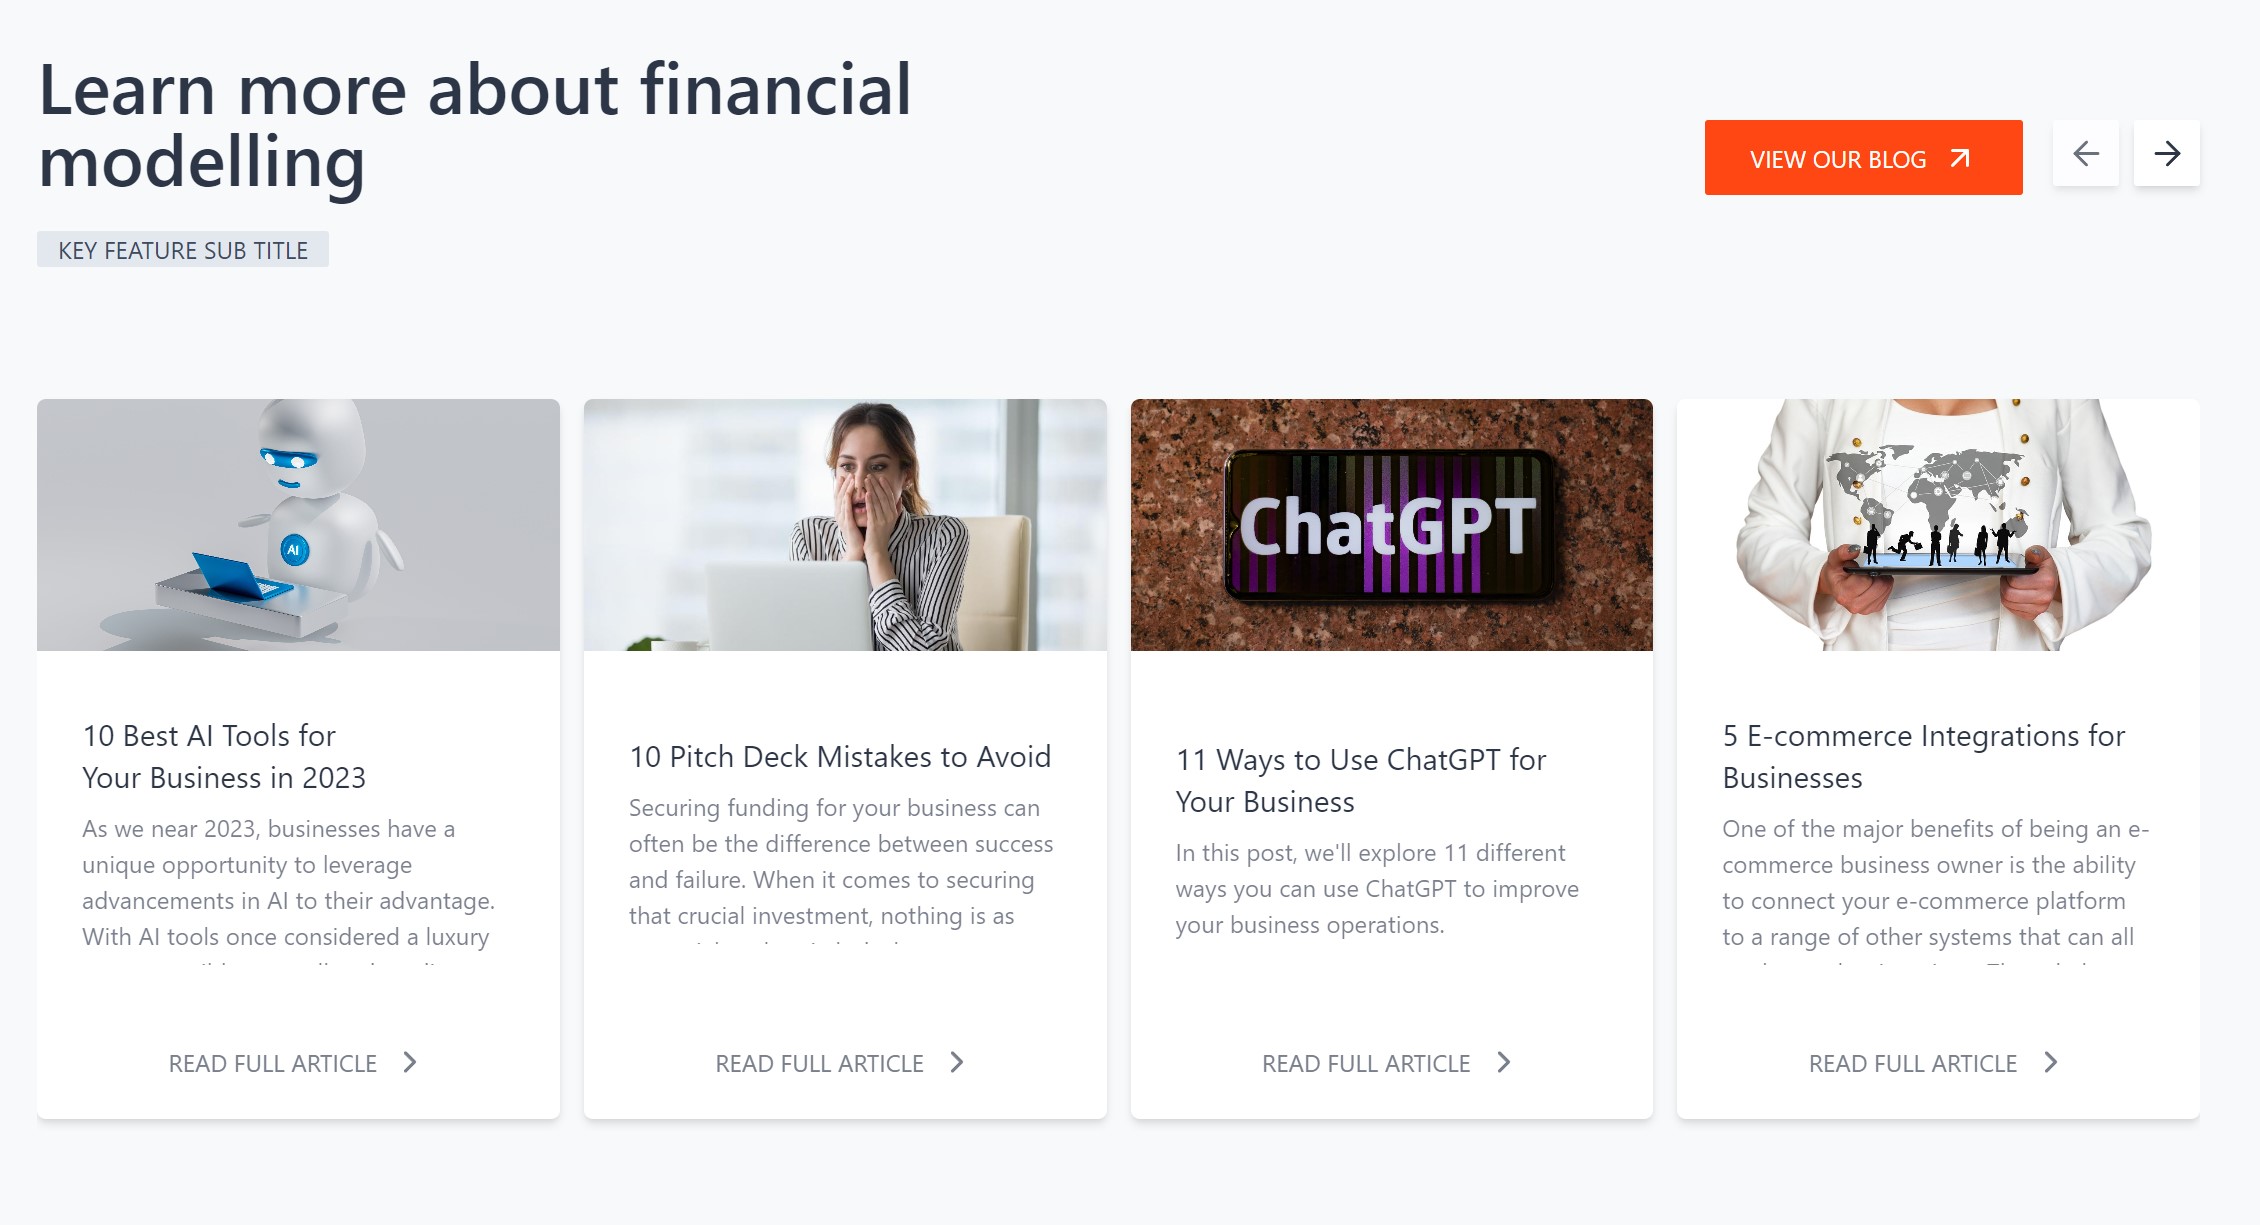 Learn more about financial
modelling
VIEW OUR BLOG
KEY FEATURE SUB TITLE
AI
ChatGPT
10 Best AI Tools for
Your Business in 2023
As we near 2023, businesses have a
unique opportunity to leverage
advancements in AI to their advantage.
With AI tools once considered a luxury
READ FULL ARTICLE
10 Pitch Deck Mistakes to Avoid
Securing funding for your business can
often be the difference between success
and failure. When it comes to securing
that crucial investment, nothing is as
READ FULL ARTICLE
11 Ways to Use ChatGPT for
Your Business
In this post, we'll explore 11 different
ways you can use ChatGPT to improve
your business operations.
READ FULL ARTICLE
5 E-commerce Integrations for
Businesses
One of the major benefits of being an e-
commerce business owner is the ability
to connect your e-commerce platform
to a range of other systems that can all
READ FULL ARTICLE